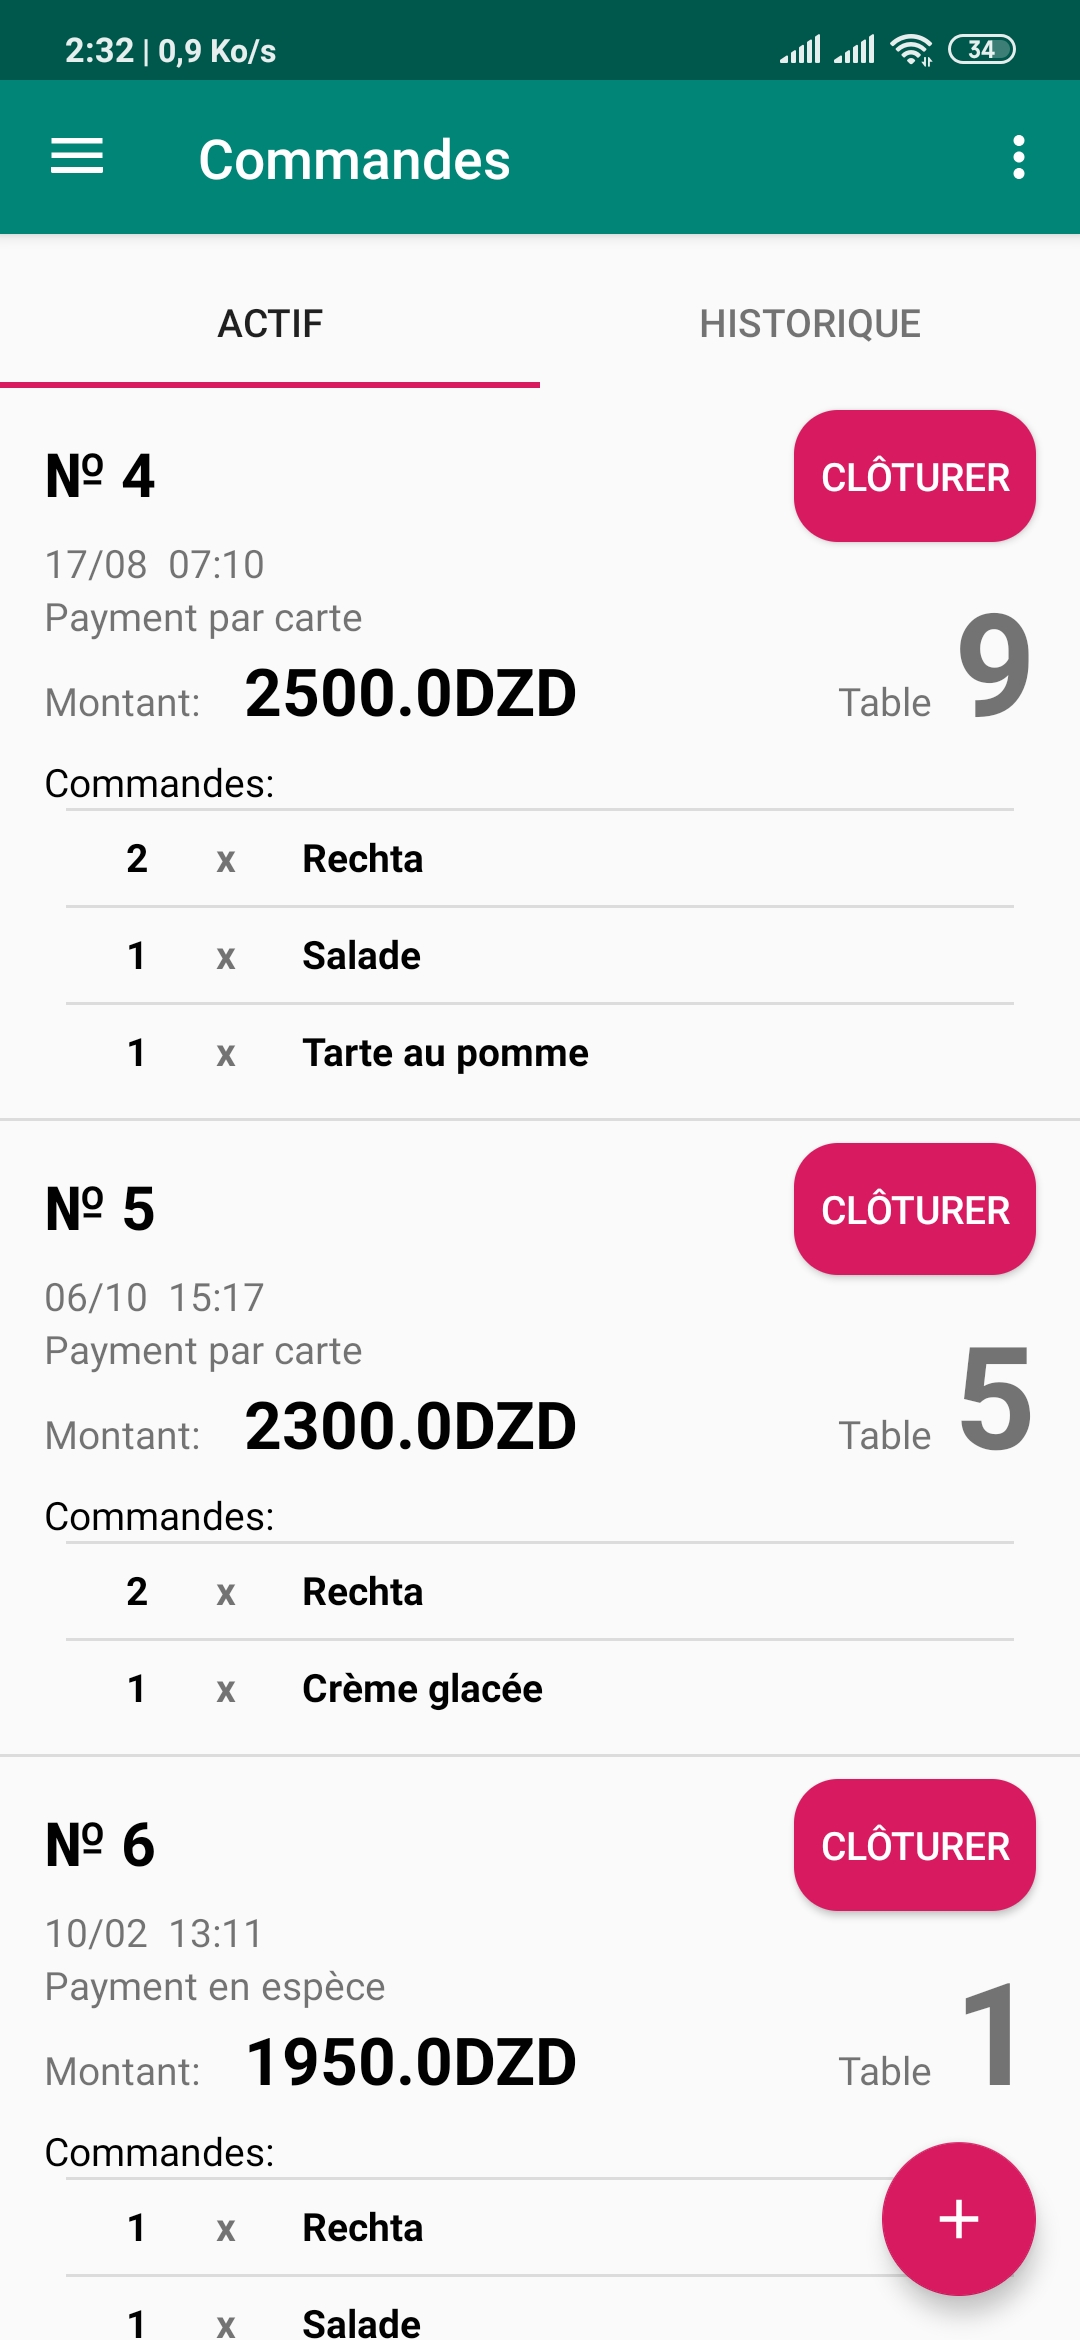 2:32 | 0,9 Ko/s 34
Commandes
ACTIF HISTORIQUE
Nº 4 CLÔTURER
17/08 07:10
Payment par carte
Montant: 2500.0DZD Table 9
Commandes:
2 x Rechta
1 x Salade
1 x Tarte au pomme
Nº 5 CLÔTURER
06/10 15:17
Payment par carte
Montant: 2300.0DZD Table 5
Commandes:
2 x Rechta
1 x Crème glacée
Nº 6 CLÔTURER
10/02 13:11
Payment en espèce
Montant: 1950.0DZD Table 1
Commandes:
1 x Rechta
1 x Salade